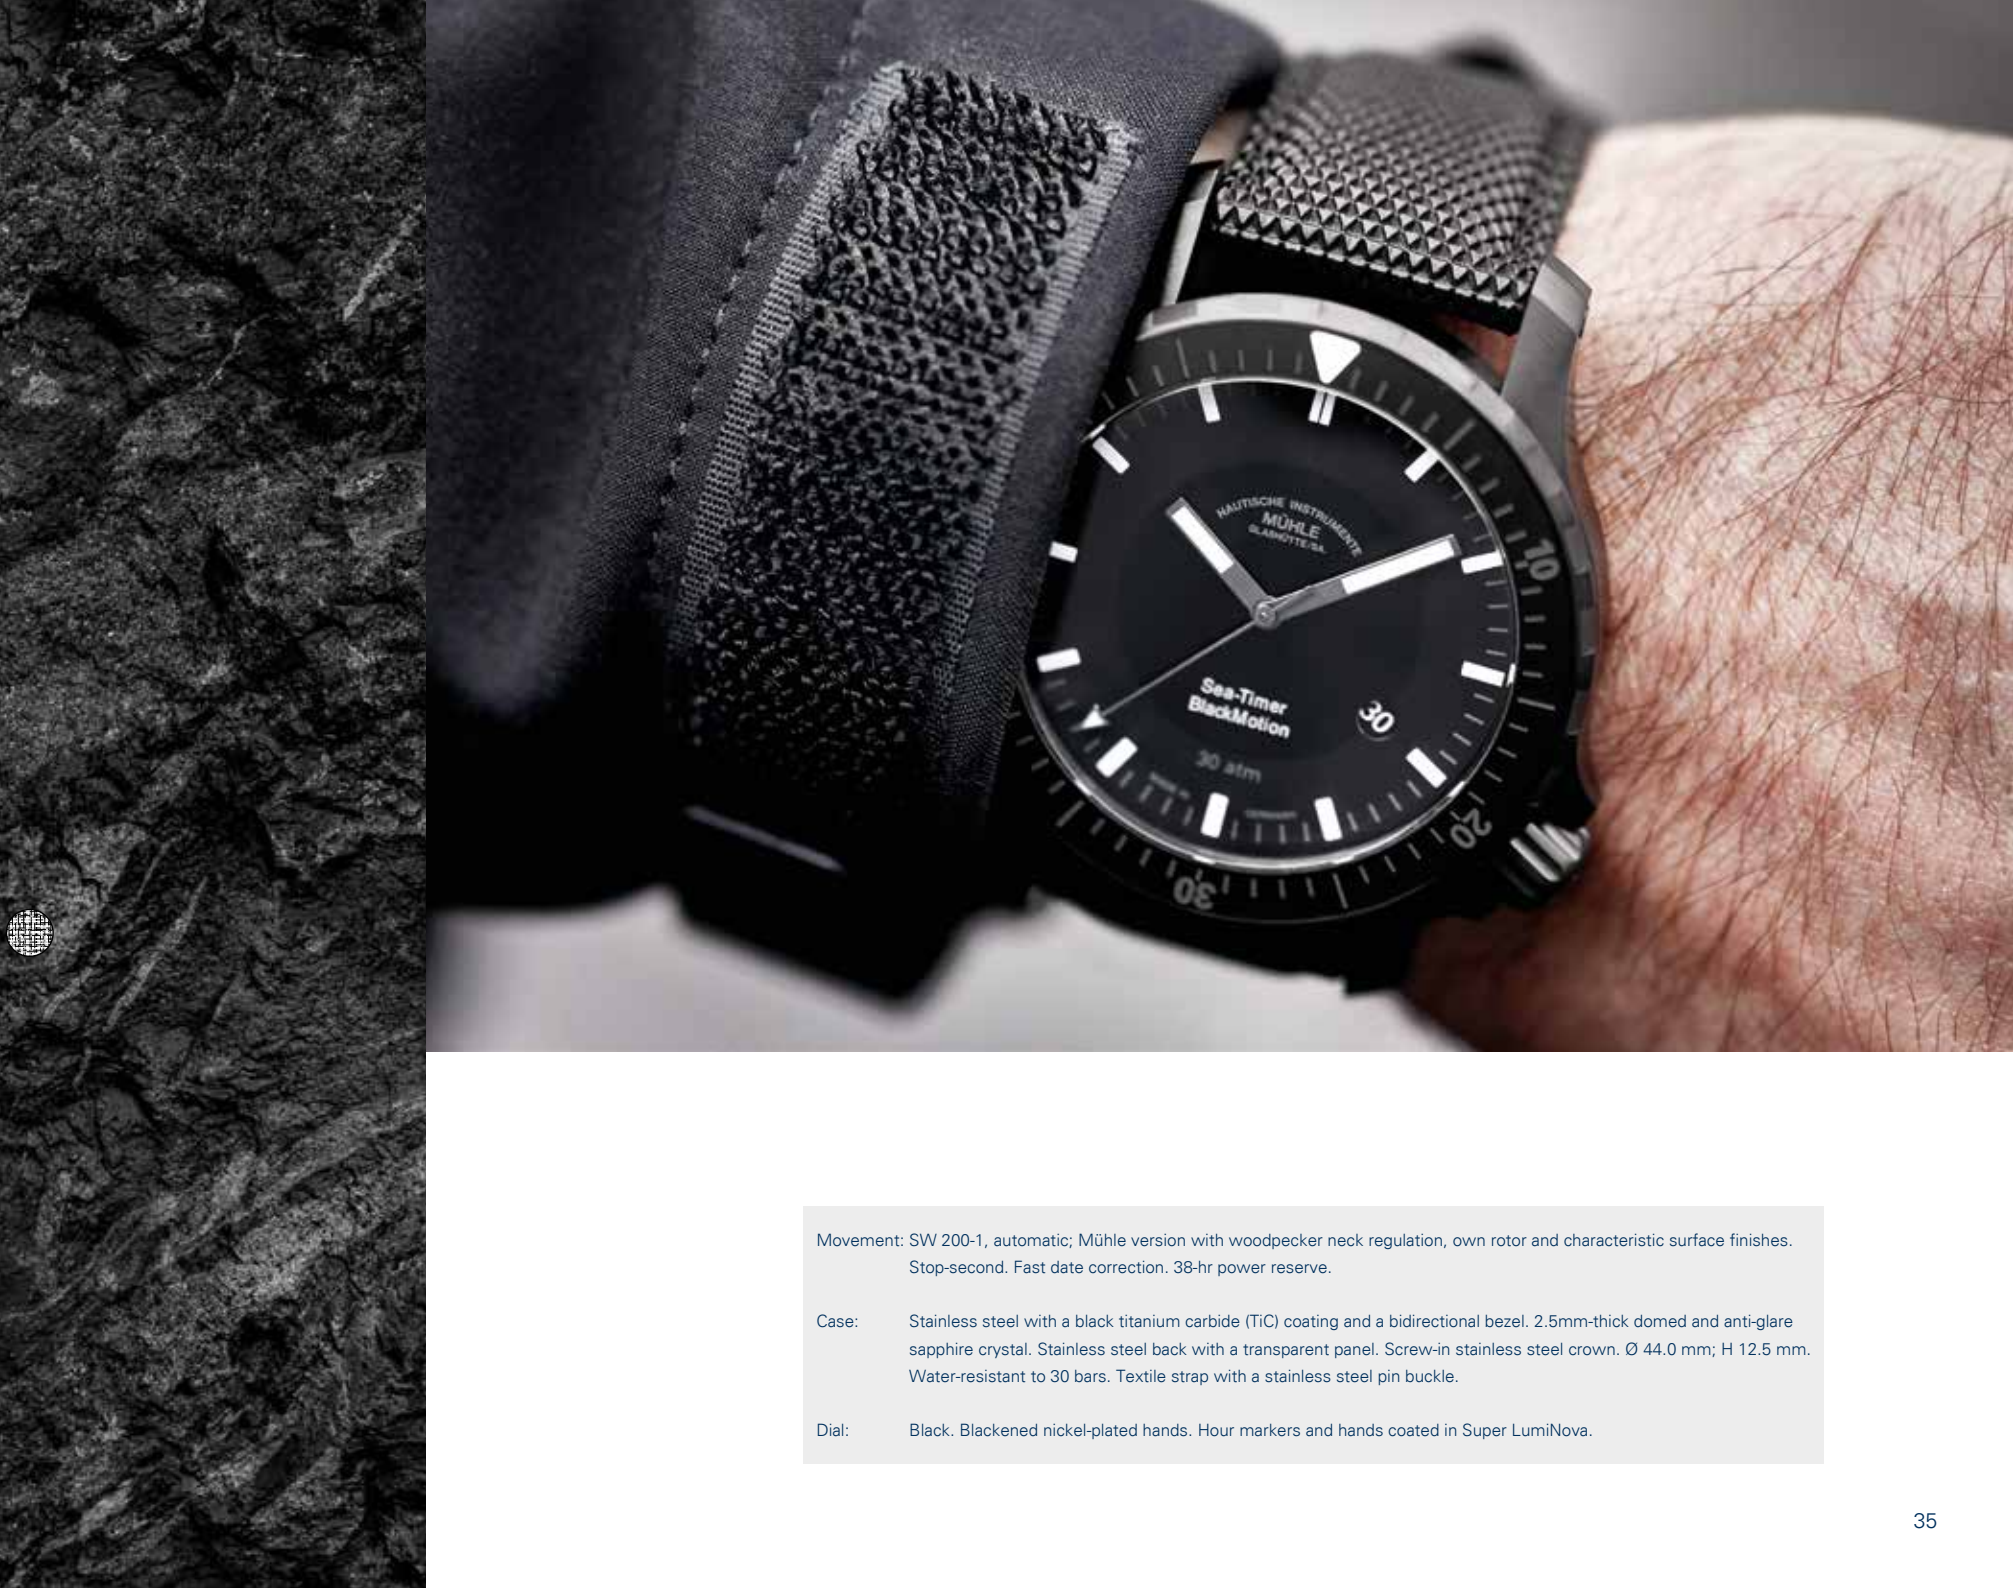 NAUTISCHE INSTRUMENTE
MÜHLE
GLASHÜTTE/SA.
10
Sea-Timer
BlackMotion
30
30 atm
MADE IN GERMANY
20
30
Movement: SW 200-1, automatic; Mühle version with woodpecker neck regulation, own rotor and characteristic surface finishes.
Stop-second. Fast date correction. 38-hr power reserve.
Case: Stainless steel with a black titanium carbide (TiC) coating and a bidirectional bezel. 2.5mm-thick domed and anti-glare
sapphire crystal. Stainless steel back with a transparent panel. Screw-in stainless steel crown. Ø 44.0 mm; H 12.5 mm.
Water-resistant to 30 bars. Textile strap with a stainless steel pin buckle.
Dial: Black. Blackened nickel-plated hands. Hour markers and hands coated in Super LumiNova.
35